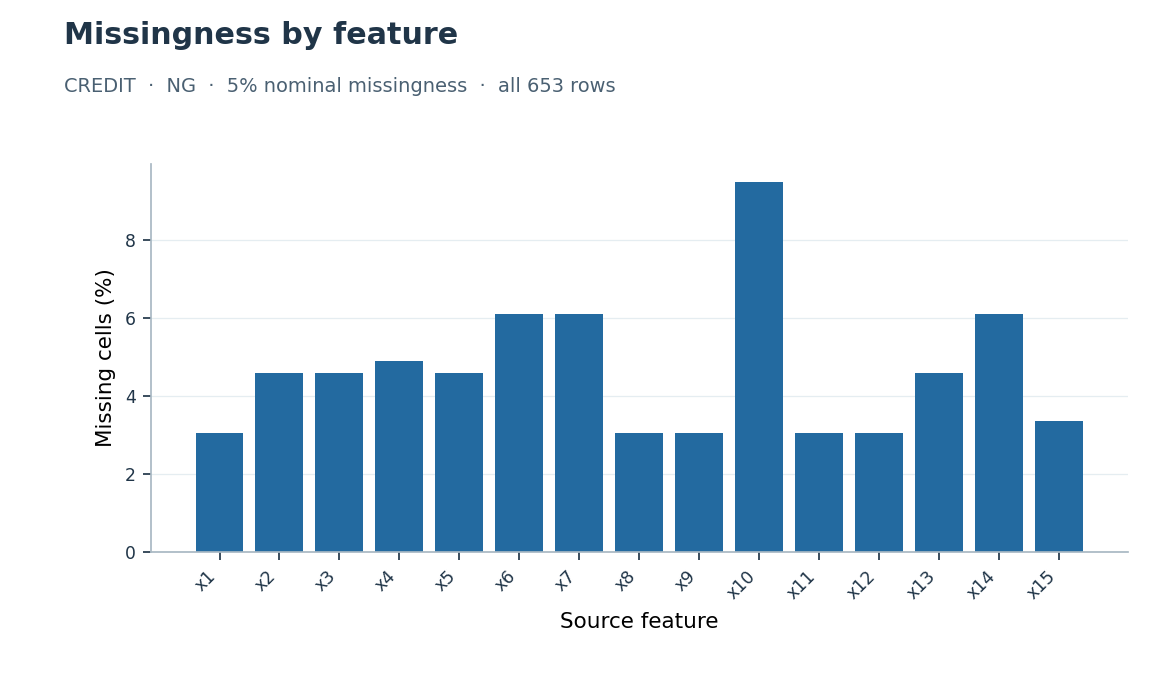 Missingness by feature
CREDIT · NG · 5% nominal missingness · all 653 rows
Missing cells (%)
8
6
4
2
0
x1 x2 x3 x4 x5 x6 x7 x8 x9 x10 x11 x12 x13 x14 x15
Source feature